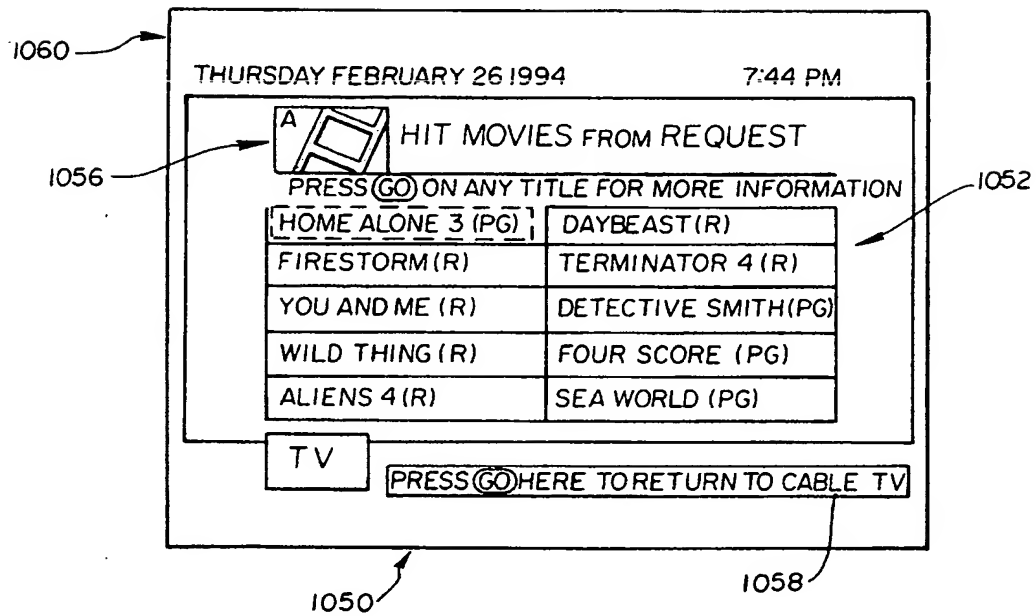 1060
THURSDAY FEBRUARY 26 1994 7:44 PM
A
HIT MOVIES FROM REQUEST
1056
PRESS GO ON ANY TITLE FOR MORE INFORMATION
1052
HOME ALONE 3 (PG) DAYBEAST (R)
FIRESTORM (R) TERMINATOR 4 (R)
YOU AND ME (R) DETECTIVE SMITH (PG)
WILD THING (R) FOUR SCORE (PG)
ALIENS 4 (R) SEA WORLD (PG)
TV
PRESS GO HERE TO RETURN TO CABLE TV
1050
1058